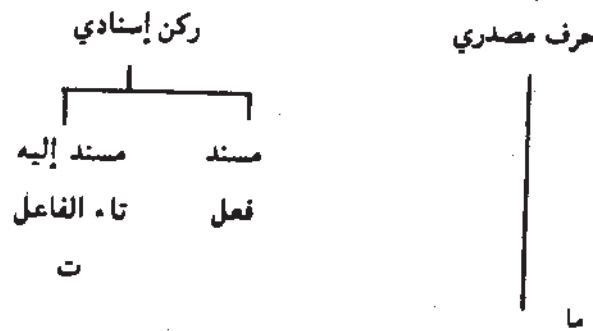 حرف مصدري ركن إسنادي
مسند مسند إليه
فعل تاء الفاعل
ت
ما